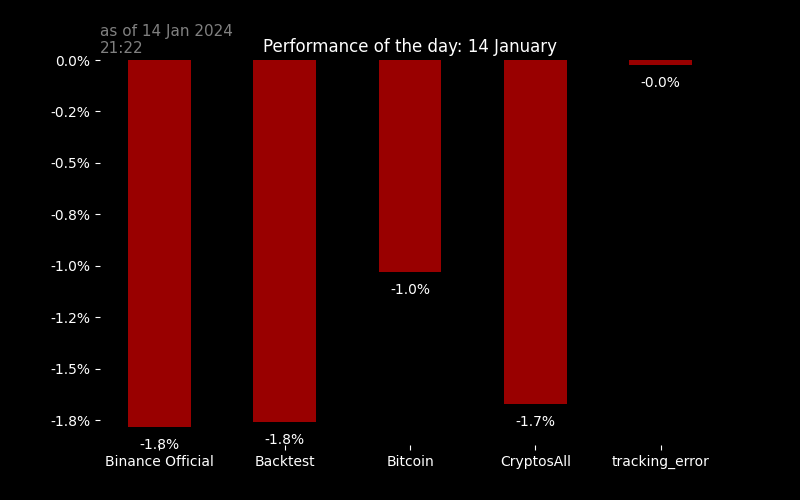 as of 14 Jan 2024
21:22
Performance of the day: 14 January
0.0%
-0.2%
-0.5%
-0.8%
-1.0%
-1.2%
-1.5%
-1.8%
-1.8%
-1.8%
-1.0%
-1.7%
-0.0%
Binance Official
Backtest
Bitcoin
CryptosAll
tracking_error